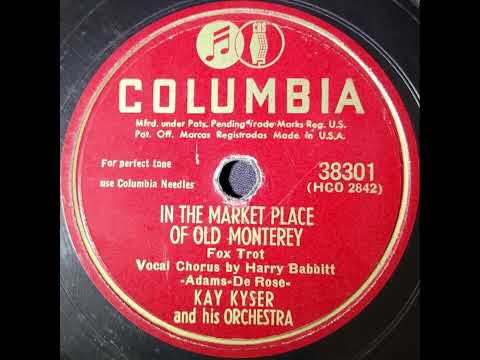 CBS
COLUMBIA
Mfrd. under Pats. Pending Trade Marks Reg. U.S.
Pat. Off. Marcas Registradas Made in U.S.A.
For perfect tone
use Columbia Needles
38301
(HCO 2842)
IN THE MARKET PLACE
OF OLD MONTEREY
Fox Trot
Vocal Chorus by Harry Babbitt
-Adams-De Rose-
KAY KYSER
and his ORCHESTRA